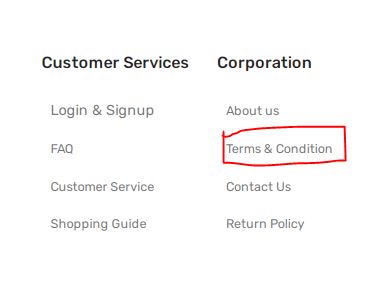 Customer Services
Login & Signup
FAQ
Customer Service
Shopping Guide
Corporation
About us
Terms & Condition
Contact Us
Return Policy